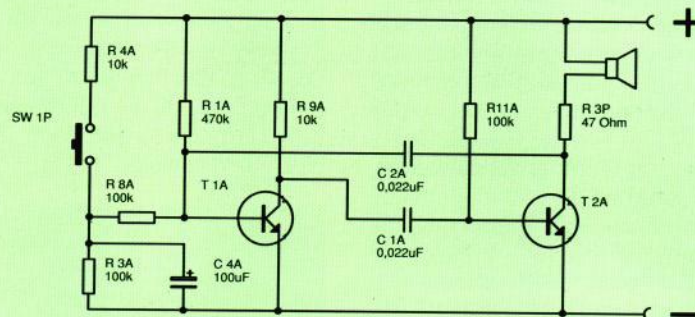 R 4A
10k
SW 1P
R 1A
470k
R 9A
10k
R11A
100k
R 3P
47 Ohm
C 2A
0,022uF
R 8A
100k
T 1A
T 2A
C 1A
0,022uF
R 3A
100k
C 4A
100uF
+
+
−